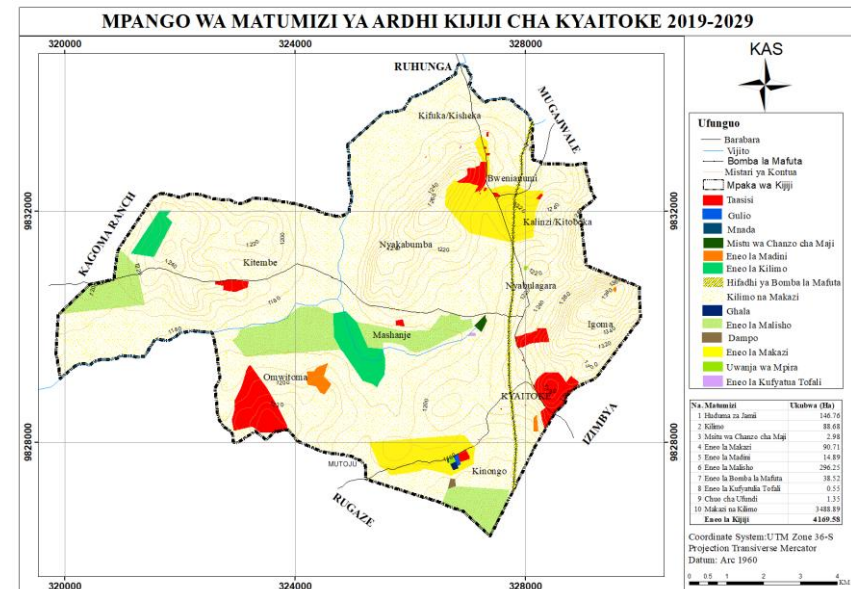 MPANGO WA MATUMIZI YA ARDHI KIJIJI CHA KYAITOKE 2019-2029
320000 324000 328000
KAS
RUHUNGA
MUGAJWALE
Kifuka/Kisheka
Bwenianumi
9832000 9832000
KAGOMA RANCH
Kalinzi/Kitoboka
Nyakabumba
Kitembe
Nyabulagara
Igoma
Mashanje
Omwitoma
KYAITOKE
IZIMBYA
9828000 9828000
MUTOJU
Kinongo
RUGAZE
320000 324000 328000
Ufunguo
Barabara
Vijito
Bomba la Mafuta
Mistari ya Kontua
Mpaka wa Kijiji
Taasisi
Gulio
Mnada
Mistu wa Chanzo cha Maji
Eneo la Madini
Eneo la Kilimo
Hifadhi ya Bomba la Mafuta
Kilimo na Makazi
Ghala
Eneo la Malisho
Dampo
Eneo la Makazi
Uwanja wa Mpira
Eneo la Kufyatua Tofali
Na. Matumizi Ukubwa (Ha)
1 Huduma za Jamii 146.76
2 Kilimo 88.68
3 Msitu wa Chanzo cha Maji 2.98
4 Eneo la Makazi 90.71
5 Eneo la Madini 14.89
6 Eneo la Malisho 296.25
7 Eneo la Bomba la Mafuta 38.52
8 Eneo la Kufyatulia Tofali 0.55
9 Chuo cha Ufundi 1.35
10 Makazi na Kilimo 3488.89
Eneo la Kijiji 4169.58
Coordinate System:UTM Zone 36-S
Projection Transiverse Mercator
Datum: Arc 1960
0 0.5 1 2 3 4
KM